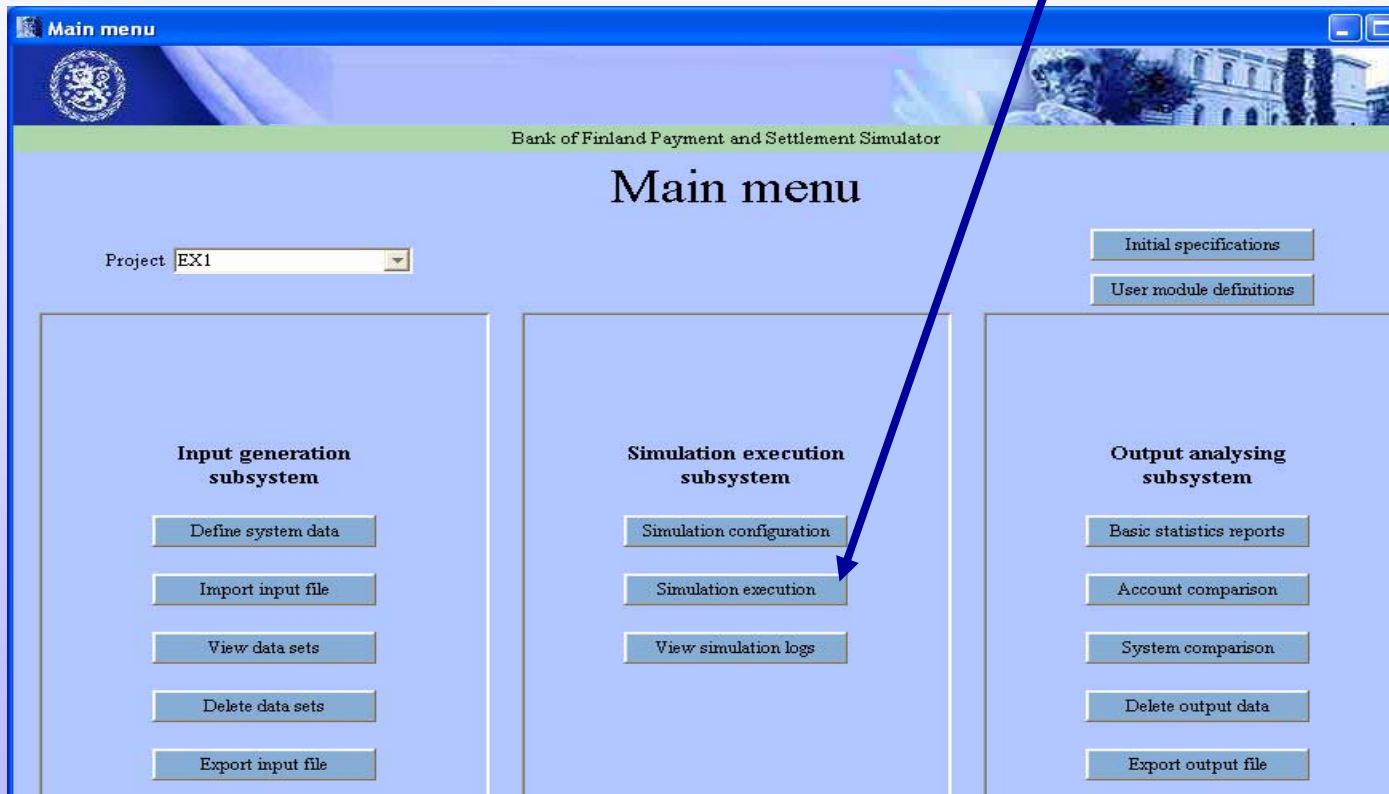 Main menu
Bank of Finland Payment and Settlement Simulator
Main menu
Project EX1
Initial specifications
User module definitions
Input generation
subsystem
Define system data
Import input file
View data sets
Delete data sets
Export input file
Simulation execution
subsystem
Simulation configuration
Simulation execution
View simulation logs
Output analysing
subsystem
Basic statistics reports
Account comparison
System comparison
Delete output data
Export output file